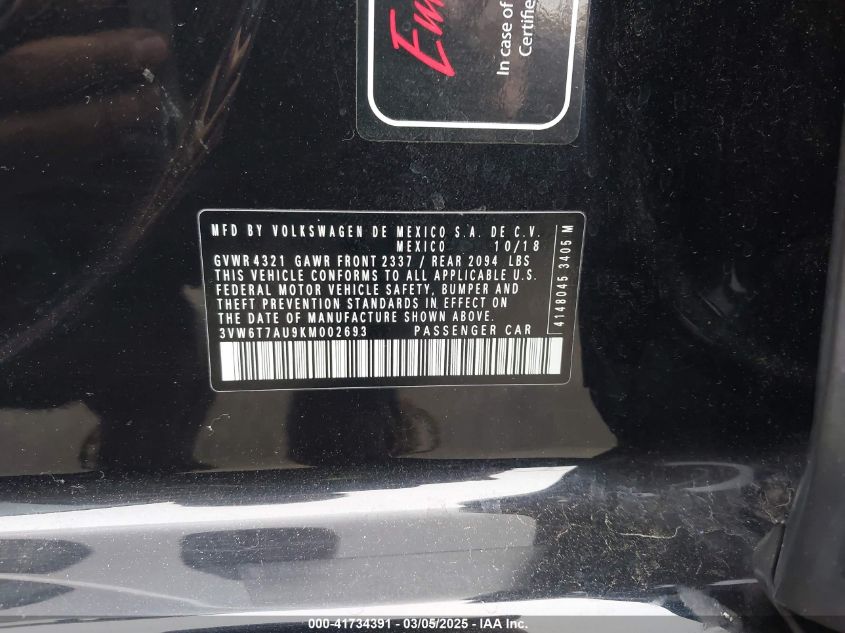 Em
In case of
Certifie
MFD BY VOLKSWAGEN DE MEXICO S.A. DE C.V.
MEXICO 10/18
GVWR 4321 GAWR FRONT 2337 / REAR 2094 LBS
THIS VEHICLE CONFORMS TO ALL APPLICABLE U.S.
FEDERAL MOTOR VEHICLE SAFETY, BUMPER AND
THEFT PREVENTION STANDARDS IN EFFECT ON
THE DATE OF MANUFACTURE SHOWN ABOVE.
3VW6T7AU9KM002693 PASSENGER CAR
4148045 3405 M
000-41734391 - 03/05/2025 - IAA Inc.